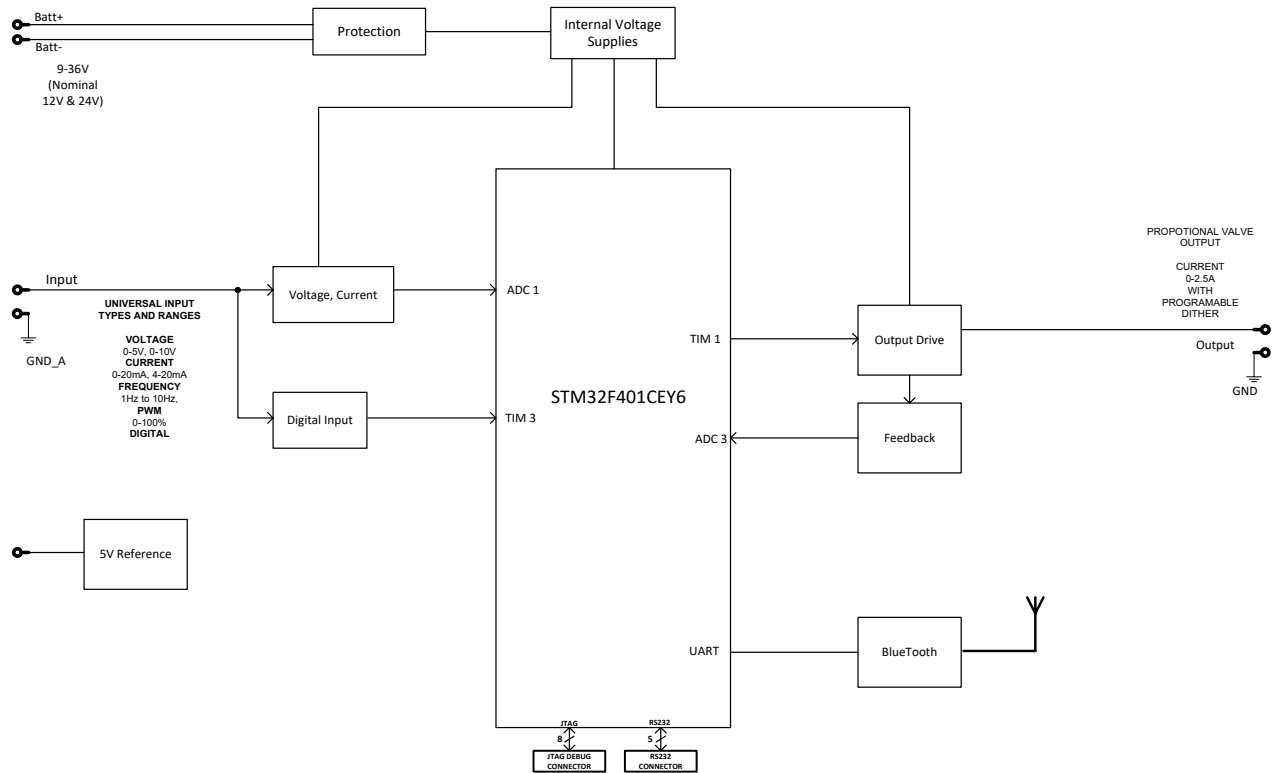 Batt+
Batt-
9-36V
(Nominal
12V & 24V)
Protection
Internal Voltage
Supplies
Input
GND_A
UNIVERSAL INPUT
TYPES AND RANGES
VOLTAGE
0-5V, 0-10V
CURRENT
0-20mA, 4-20mA
FREQUENCY
1Hz to 10Hz,
PWM
0-100%
DIGITAL
Voltage, Current
Digital Input
5V Reference
ADC 1
TIM 3
STM32F401CEY6
TIM 1
ADC 3
UART
JTAG
RS232
8
5
JTAG DEBUG
CONNECTOR
RS232
CONNECTOR
Output Drive
Feedback
BlueTooth
PROPOTIONAL VALVE
OUTPUT
CURRENT
0-2.5A
WITH
PROGRAMABLE
DITHER
Output
GND